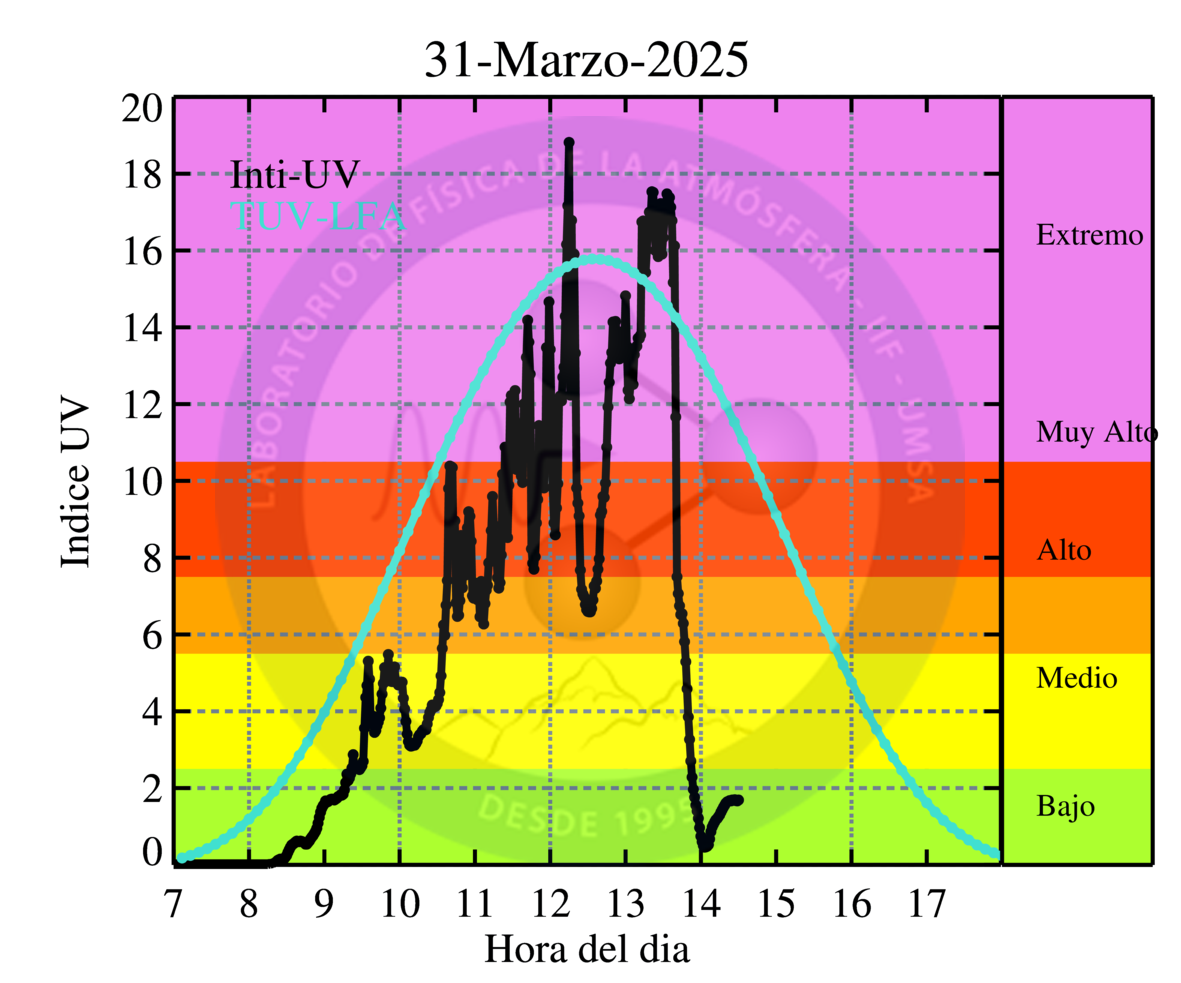 31-Marzo-2025
20
18
16
14
12
10
8
6
4
2
0
Indice UV
Inti-UV
TUV-LFA
LABORATORIO DE FÍSICA DE LA ATMÓSFERA - IIF - UMSA
DESDE 1995
Extremo
Muy Alto
Alto
Medio
Bajo
7 8 9 10 11 12 13 14 15 16 17
Hora del dia